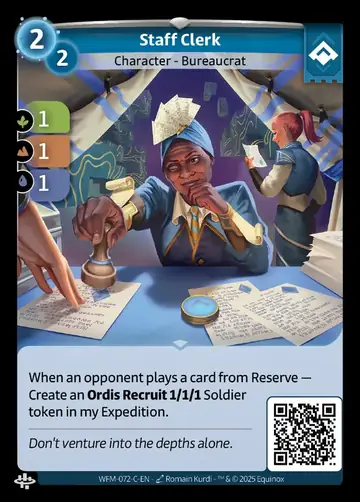 2
Staff Clerk
2
Character - Bureaucrat
1
1
1
When an opponent plays a card from Reserve —
Create an Ordis Recruit 1/1/1 Soldier
token in my Expedition.
Don't venture into the depths alone.
WFM-072-C-EN - Romain Kurdi - ™ & © 2025 Equinox